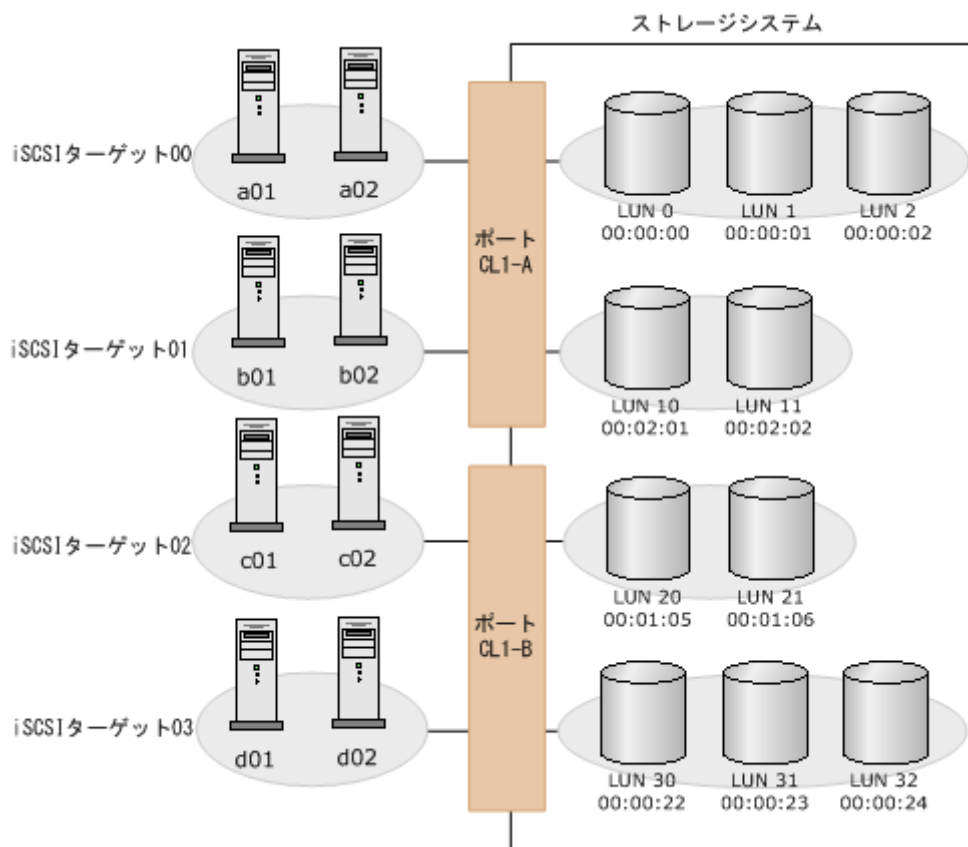 ストレージシステム
iSCSIターゲット00
a01
a02
ポート
CL1-A
LUN 0
00:00:00
LUN 1
00:00:01
LUN 2
00:00:02
iSCSIターゲット01
b01
b02
LUN 10
00:02:01
LUN 11
00:02:02
iSCSIターゲット02
c01
c02
ポート
CL1-B
LUN 20
00:01:05
LUN 21
00:01:06
iSCSIターゲット03
d01
d02
LUN 30
00:00:22
LUN 31
00:00:23
LUN 32
00:00:24